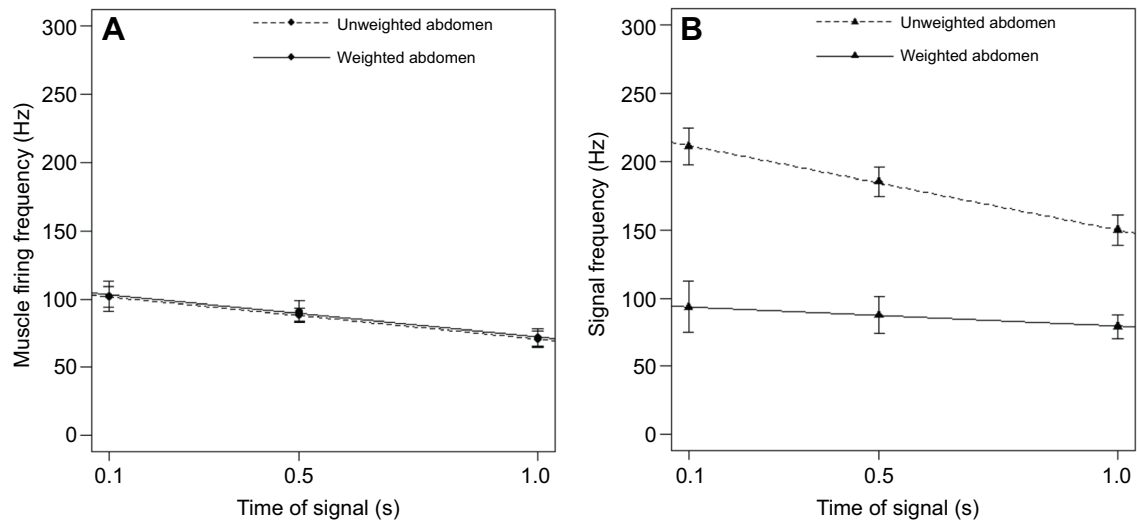 A
Unweighted abdomen
Weighted abdomen
Muscle firing frequency (Hz)
300
250
200
150
100
50
0
0.1 0.5 1.0
Time of signal (s)
B
Unweighted abdomen
Weighted abdomen
Signal frequency (Hz)
300
250
200
150
100
50
0
0.1 0.5 1.0
Time of signal (s)